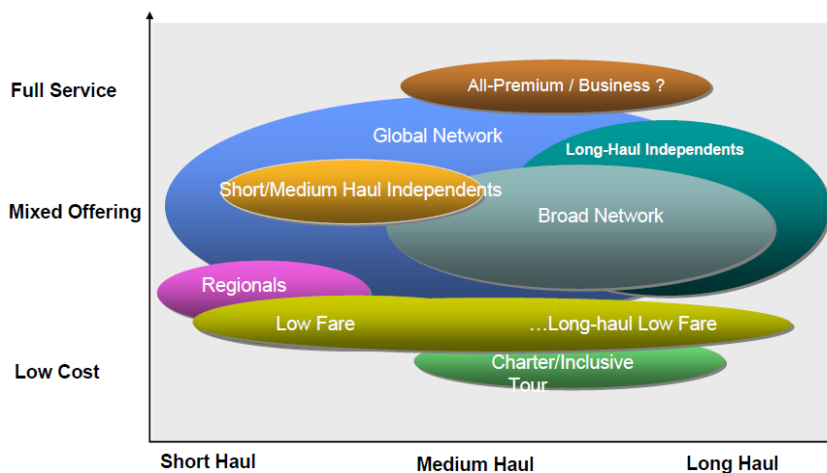 Full Service
All-Premium / Business ?
Global Network
Long-Haul Independents
Short/Medium Haul Independents
Mixed Offering
Broad Network
Regionals
Low Fare
...Long-haul Low Fare
Low Cost
Charter/Inclusive
Tour
Short Haul
Medium Haul
Long Haul